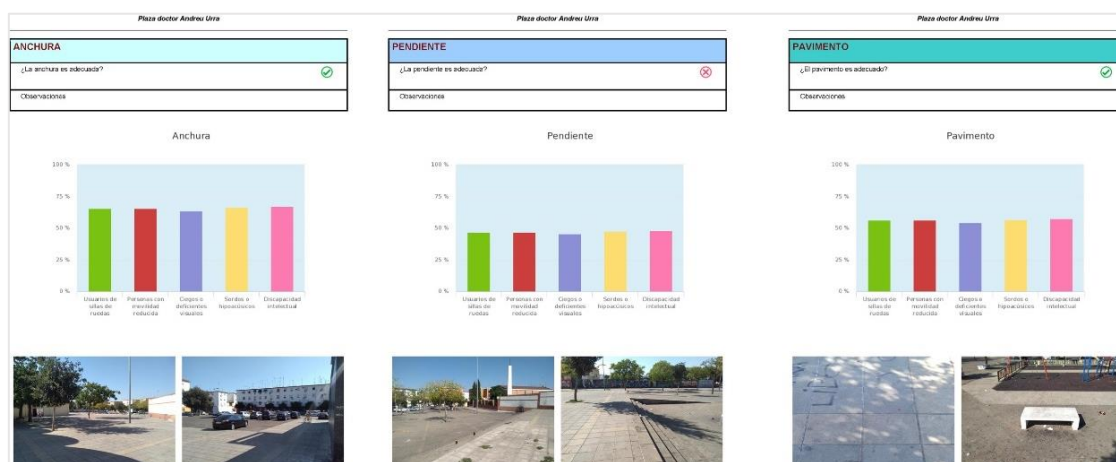 Plaza doctor Andreu Urra
ANCHURA
¿La anchura es adecuada?
Observaciones
Anchura
100 %
75 %
50 %
25 %
0 %
Usuarios de sillas de ruedas
Personas con movilidad reducida
Ciegos o deficientes visuales
Sordos o hipoacúsicos
Discapacidad intelectual
Plaza doctor Andreu Urra
PENDIENTE
¿La pendiente es adecuada?
Observaciones
Pendiente
100 %
75 %
50 %
25 %
0 %
Usuarios de sillas de ruedas
Personas con movilidad reducida
Ciegos o deficientes visuales
Sordos o hipoacúsicos
Discapacidad intelectual
Plaza doctor Andreu Urra
PAVIMENTO
¿El pavimento es adecuado?
Observaciones
Pavimento
100 %
75 %
50 %
25 %
0 %
Usuarios de sillas de ruedas
Personas con movilidad reducida
Ciegos o deficientes visuales
Sordos o hipoacúsicos
Discapacidad intelectual